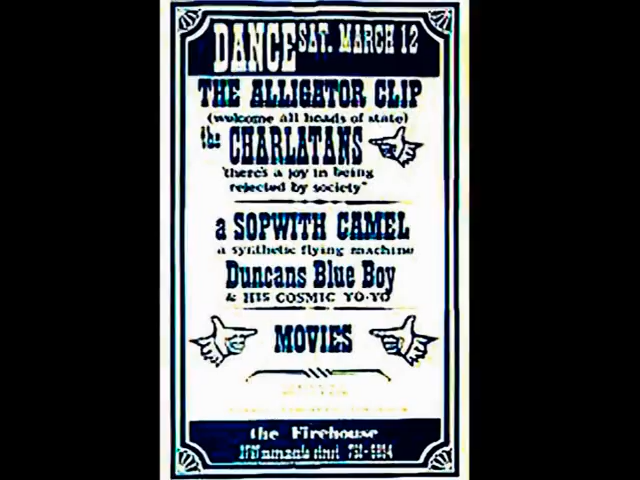 DANCE SAT. MARCH 12
THE ALLIGATOR CLIP
(welcome all heads of state)
the CHARLATANS
"there's a joy in being
rejected by society"
a SOPWITH CAMEL
a synthetic flying machine
Duncans Blue Boy
& HIS COSMIC YO-YO
MOVIES
the Firehouse